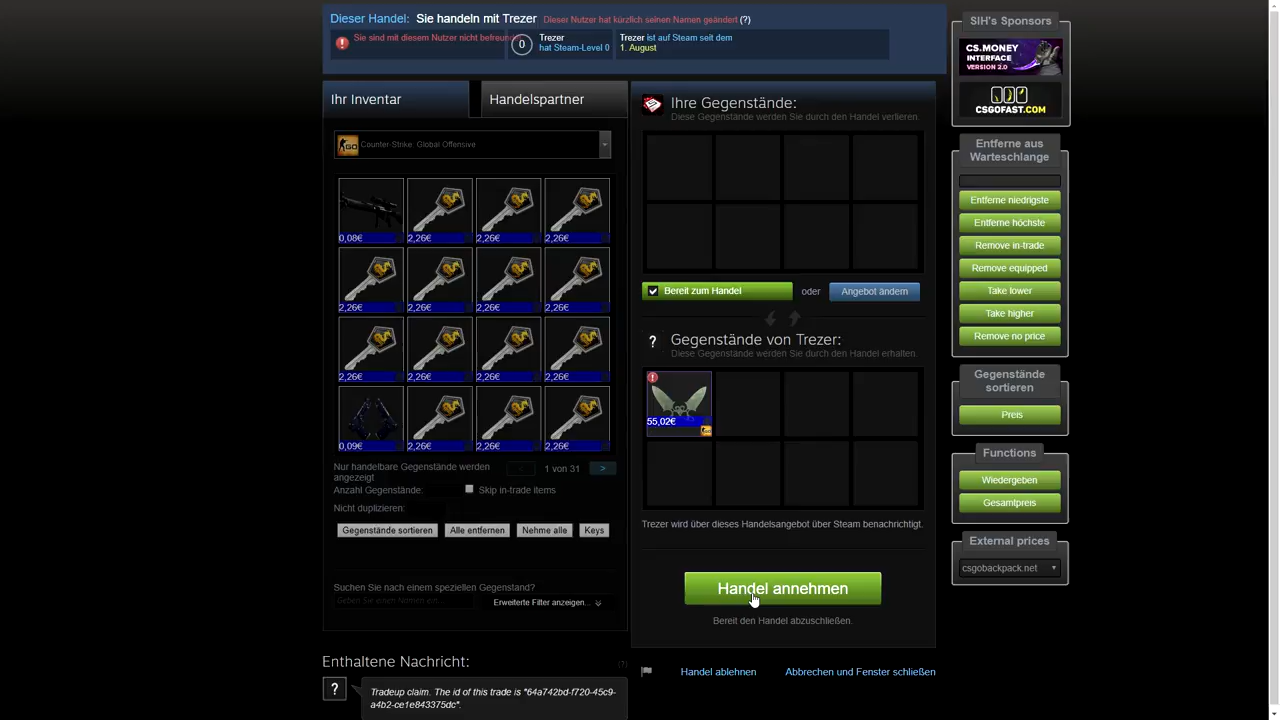 Dieser Handel: Sie handeln mit Trezer Dieser Nutzer hat kürzlich seinen Namen geändert (?)
Sie sind mit diesem Nutzer nicht befreundet
0
Trezer
hat Steam-Level 0
Trezer ist auf Steam seit dem
1. August
Ihr Inventar
Handelspartner
GO
Counter-Strike: Global Offensive
0,08€ 2,26€ 2,26€ 2,26€
2,26€ 2,26€ 2,26€ 2,26€
2,26€ 2,26€ 2,26€ 2,26€
0,09€ 2,26€ 2,26€ 2,26€
Nur handelbare Gegenstände werden
angezeigt
1 von 31 >
Anzahl Gegenstände:
Skip in-trade items
Nicht duplizieren:
Gegenstände sortieren Alle entfernen Nehme alle Keys
Suchen Sie nach einem speziellen Gegenstand?
Geben Sie einen Namen ein...
Erweiterte Filter anzeigen...
Enthaltene Nachricht: (?)
?
Tradeup claim. The id of this trade is "64a742bd-f720-45c9-
a4b2-ce1e843375dc".
Ihre Gegenstände:
Diese Gegenstände werden Sie durch den Handel verlieren.
Bereit zum Handel oder Angebot ändern
? Gegenstände von Trezer:
Diese Gegenstände werden Sie durch den Handel erhalten.
55,02€
Trezer wird über dieses Handelsangebot über Steam benachrichtigt.
Handel annehmen
Bereit den Handel abzuschließen.
Handel ablehnen Abbrechen und Fenster schließen
SIH's Sponsors
CS.MONEY
INTERFACE
VERSION 2.0
CSGOFAST.COM
Entferne aus
Warteschlange
Entferne niedrigste
Entferne höchste
Remove in-trade
Remove equipped
Take lower
Take higher
Remove no price
Gegenstände
sortieren
Preis
Functions
Wiedergeben
Gesamtpreis
External prices
csgobackpack.net